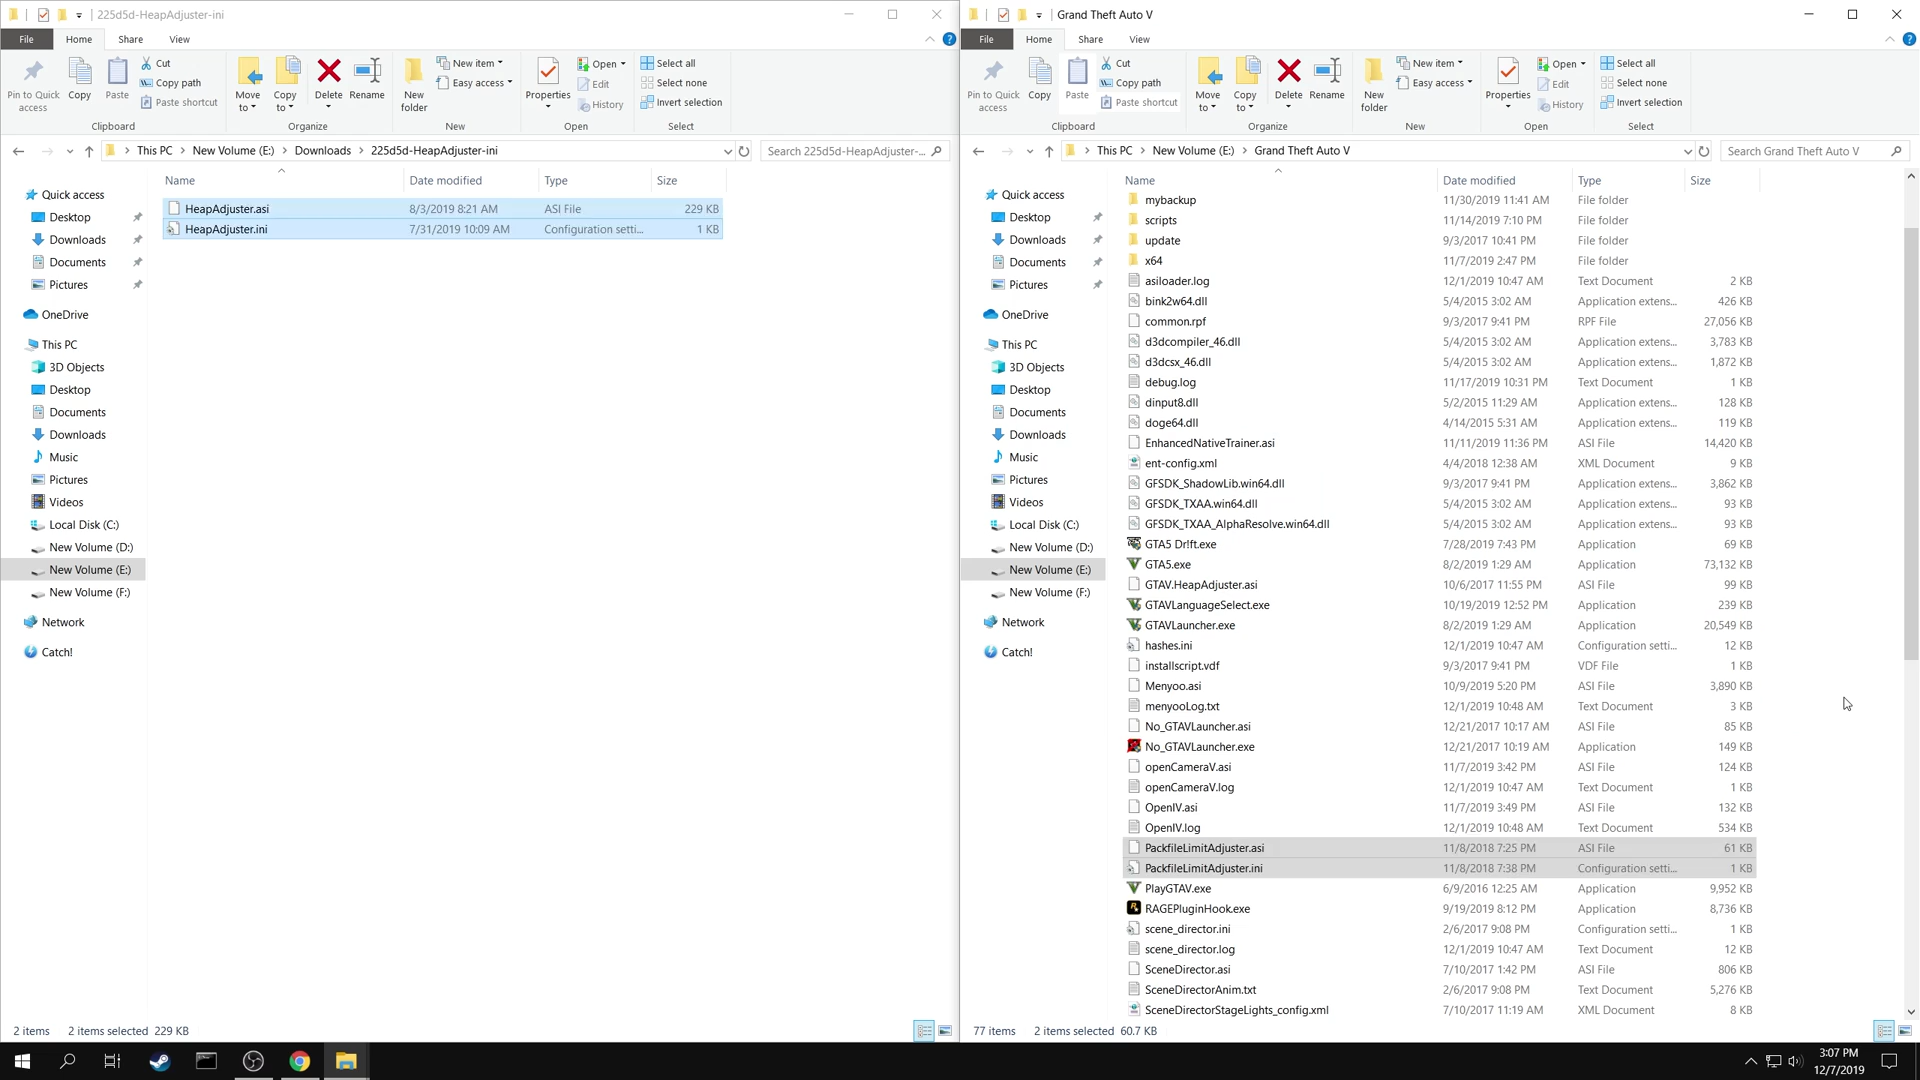 225d5d-HeapAdjuster-ini
File Home Share View
Pin to Quick access
Copy
Paste
Cut
Copy path
Paste shortcut
Clipboard
Move to
Copy to
Delete
Rename
Organize
New folder
New item
Easy access
New
Properties
Open
Edit
History
Open
Select all
Select none
Invert selection
Select
This PC New Volume (E:) Downloads 225d5d-HeapAdjuster-ini
Search 225d5d-HeapAdjuster-...
Name Date modified Type Size
HeapAdjuster.asi 8/3/2019 8:21 AM ASI File 229 KB
HeapAdjuster.ini 7/31/2019 10:09 AM Configuration setti... 1 KB
Quick access
Desktop
Downloads
Documents
Pictures
OneDrive
This PC
3D Objects
Desktop
Documents
Downloads
Music
Pictures
Videos
Local Disk (C:)
New Volume (D:)
New Volume (E:)
New Volume (F:)
Network
Catch!
2 items 2 items selected 229 KB
Grand Theft Auto V
File Home Share View
Pin to Quick access
Copy
Paste
Cut
Copy path
Paste shortcut
Clipboard
Move to
Copy to
Delete
Rename
Organize
New folder
New item
Easy access
New
Properties
Open
Edit
History
Open
Select all
Select none
Invert selection
Select
This PC New Volume (E:) Grand Theft Auto V
Search Grand Theft Auto V
Quick access
Desktop
Downloads
Documents
Pictures
OneDrive
This PC
3D Objects
Desktop
Documents
Downloads
Music
Pictures
Videos
Local Disk (C:)
New Volume (D:)
New Volume (E:)
New Volume (F:)
Network
Catch!
Name Date modified Type Size
mybackup 11/30/2019 11:41 AM File folder
scripts 11/14/2019 7:10 PM File folder
update 9/3/2017 10:41 PM File folder
x64 11/7/2019 2:47 PM File folder
asiloader.log 12/1/2019 10:47 AM Text Document 2 KB
bink2w64.dll 5/4/2015 3:02 AM Application extens... 426 KB
common.rpf 9/3/2017 9:41 PM RPF File 27,056 KB
d3dcompiler_46.dll 5/4/2015 3:02 AM Application extens... 3,783 KB
d3dcsx_46.dll 5/4/2015 3:02 AM Application extens... 1,872 KB
debug.log 11/17/2019 10:31 PM Text Document 1 KB
dinput8.dll 5/2/2015 11:29 AM Application extens... 128 KB
doge64.dll 4/14/2015 5:31 AM Application extens... 119 KB
EnhancedNativeTrainer.asi 11/11/2019 11:36 PM ASI File 14,420 KB
ent-config.xml 4/4/2018 12:38 AM XML Document 9 KB
GFSDK_ShadowLib.win64.dll 9/3/2017 9:41 PM Application extens... 3,862 KB
GFSDK_TXAA.win64.dll 5/4/2015 3:02 AM Application extens... 93 KB
GFSDK_TXAA_AlphaResolve.win64.dll 5/4/2015 3:02 AM Application extens... 93 KB
GTA5 Dr!ft.exe 7/28/2019 7:43 PM Application 69 KB
GTA5.exe 8/2/2019 1:29 AM Application 73,132 KB
GTAV.HeapAdjuster.asi 10/6/2017 11:55 PM ASI File 99 KB
GTAVLanguageSelect.exe 10/19/2019 12:52 PM Application 239 KB
GTAVLauncher.exe 8/2/2019 1:29 AM Application 20,549 KB
hashes.ini 12/1/2019 10:47 AM Configuration setti... 12 KB
installscript.vdf 9/3/2017 9:41 PM VDF File 1 KB
Menyoo.asi 10/9/2019 5:20 PM ASI File 3,890 KB
menyooLog.txt 12/1/2019 10:48 AM Text Document 3 KB
No_GTAVLauncher.asi 12/21/2017 10:17 AM ASI File 85 KB
No_GTAVLauncher.exe 12/21/2017 10:19 AM Application 149 KB
openCameraV.asi 11/7/2019 3:42 PM ASI File 124 KB
openCameraV.log 12/1/2019 10:47 AM Text Document 1 KB
OpenIV.asi 11/7/2019 3:49 PM ASI File 132 KB
OpenIV.log 12/1/2019 10:48 AM Text Document 534 KB
PackfileLimitAdjuster.asi 11/8/2018 7:25 PM ASI File 61 KB
PackfileLimitAdjuster.ini 11/8/2018 7:38 PM Configuration setti... 1 KB
PlayGTAV.exe 6/9/2016 12:25 AM Application 9,952 KB
RAGEPluginHook.exe 9/19/2019 8:12 PM Application 8,736 KB
scene_director.ini 2/6/2017 9:08 PM Configuration setti... 1 KB
scene_director.log 12/1/2019 10:47 AM Text Document 12 KB
SceneDirector.asi 7/10/2017 1:42 PM ASI File 806 KB
SceneDirectorAnim.txt 2/6/2017 9:08 PM Text Document 5,276 KB
SceneDirectorStageLights_config.xml 7/10/2017 11:19 AM XML Document 8 KB
77 items 2 items selected 60.7 KB
3:07 PM
12/7/2019